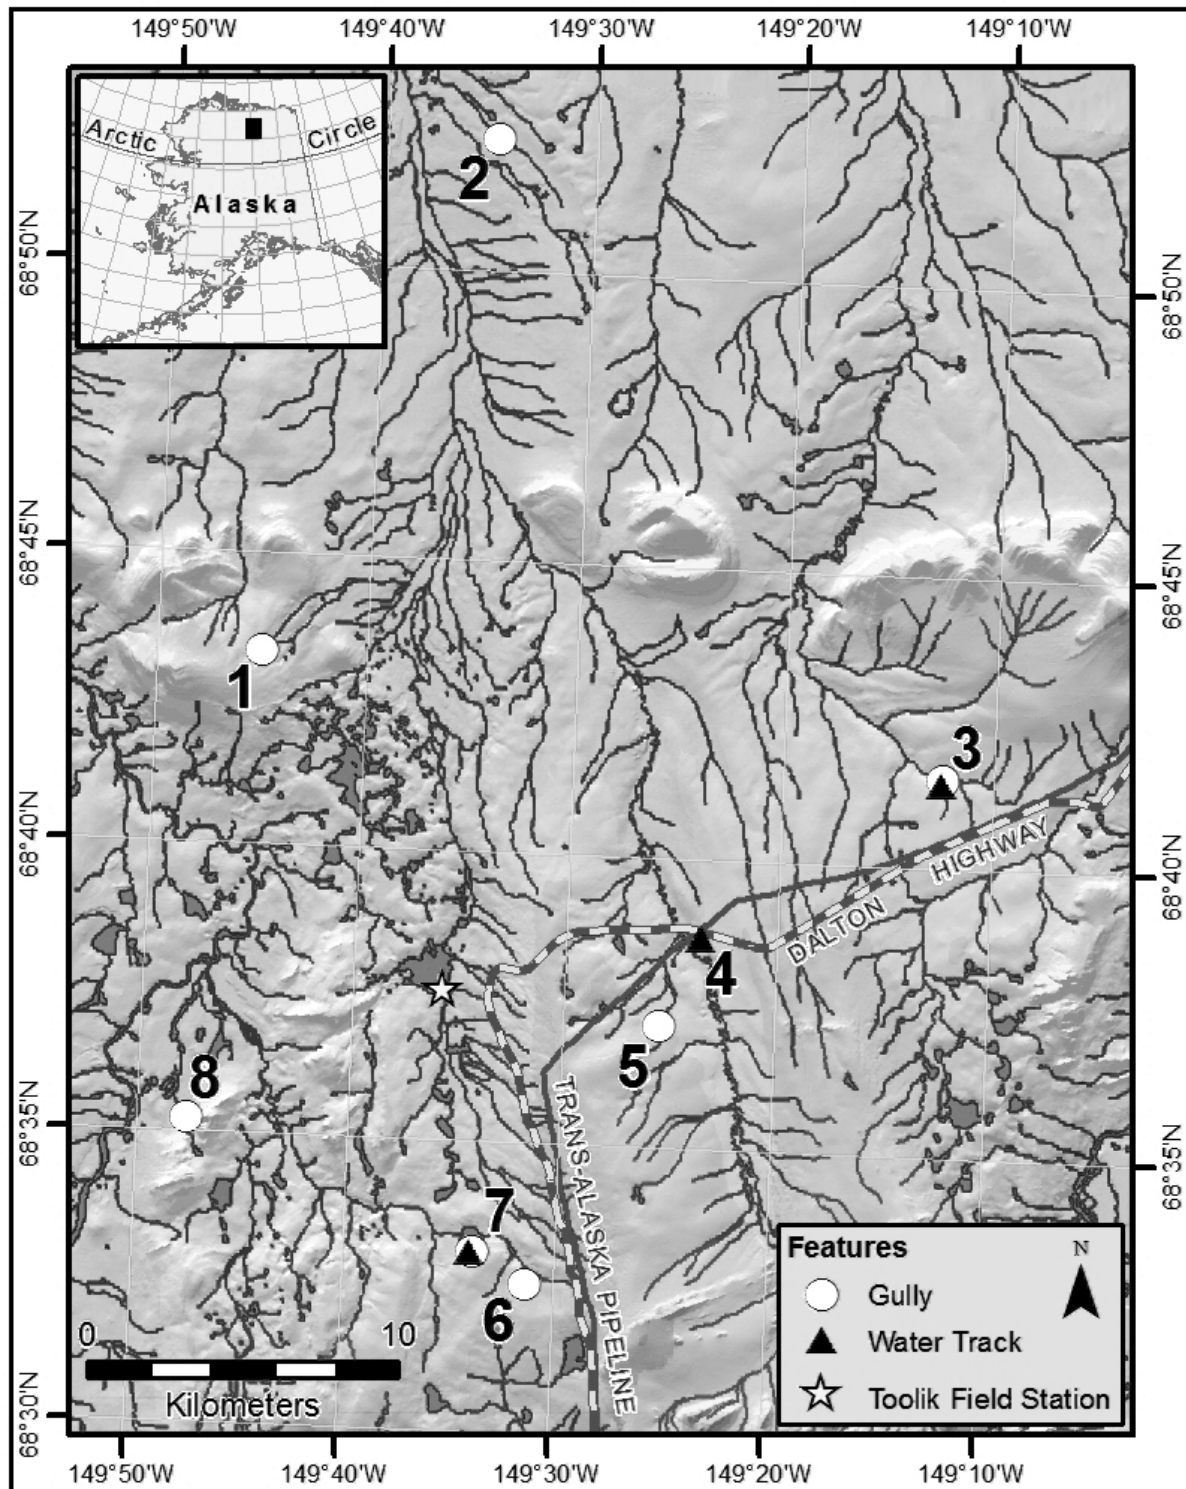 149°50'W 149°40'W 149°30'W 149°20'W 149°10'W
Arctic Circle
Alaska
2
68°50'N
68°50'N
68°45'N
68°45'N
1
3
68°40'N
68°40'N
DALTON HIGHWAY
4
5
8
68°35'N
68°35'N
TRANS-ALASKA PIPELINE
7
6
Features
N
Gully
Water Track
Toolik Field Station
0 10
Kilometers
68°30'N
68°30'N
149°50'W 149°40'W 149°30'W 149°20'W 149°10'W